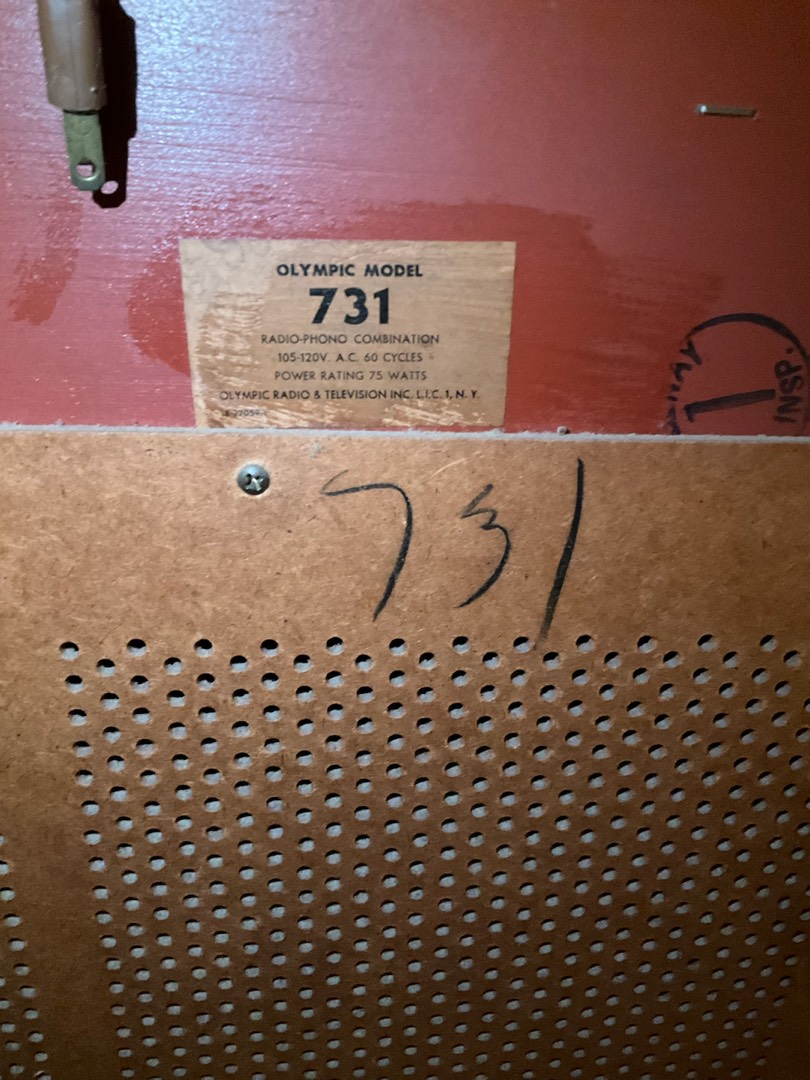 OLYMPIC MODEL
731
RADIO-PHONO COMBINATION
105-120V. A.C. 60 CYCLES
POWER RATING 75 WATTS
OLYMPIC RADIO & TELEVISION INC. L.I.C. 1, N. Y.
1
INSP.
731